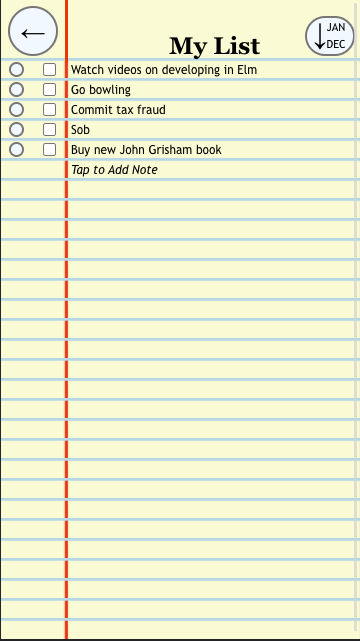 My List
JAN
DEC
Watch videos on developing in Elm
Go bowling
Commit tax fraud
Sob
Buy new John Grisham book
Tap to Add Note